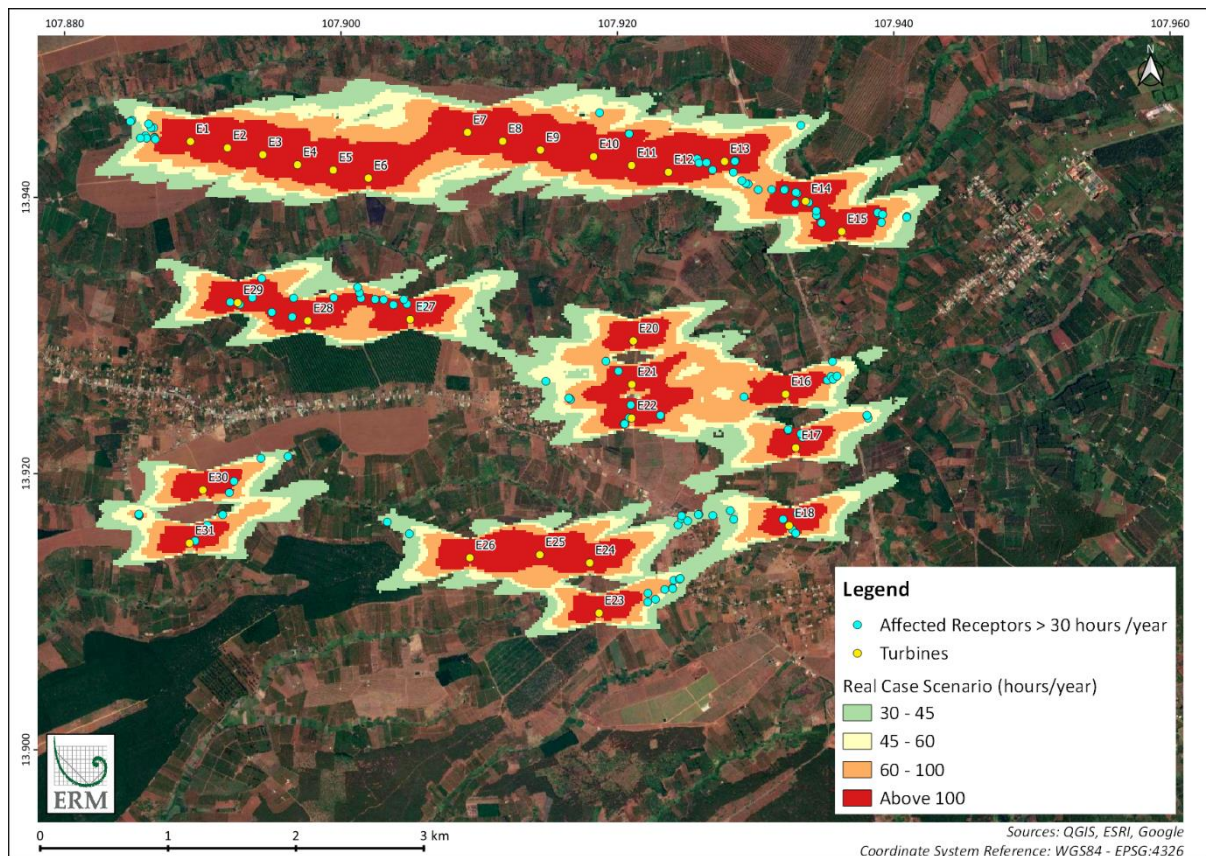 107.880
107.900
107.920
107.940
107.960
N
E1
E2
E3
E4
E5
E6
E7
E8
E9
E10
E11
E12
E13
E14
E15
13.940
E29
E28
E27
E20
E21
E22
E16
E17
13.920
E30
E31
E18
E26
E25
E24
E23
13.900
Legend
Affected Receptors > 30 hours /year
Turbines
Real Case Scenario (hours/year)
30 - 45
45 - 60
60 - 100
Above 100
ERM
0 1 2 3 km
Sources: QGIS, ESRI, Google
Coordinate System Reference: WGS84 - EPSG:4326